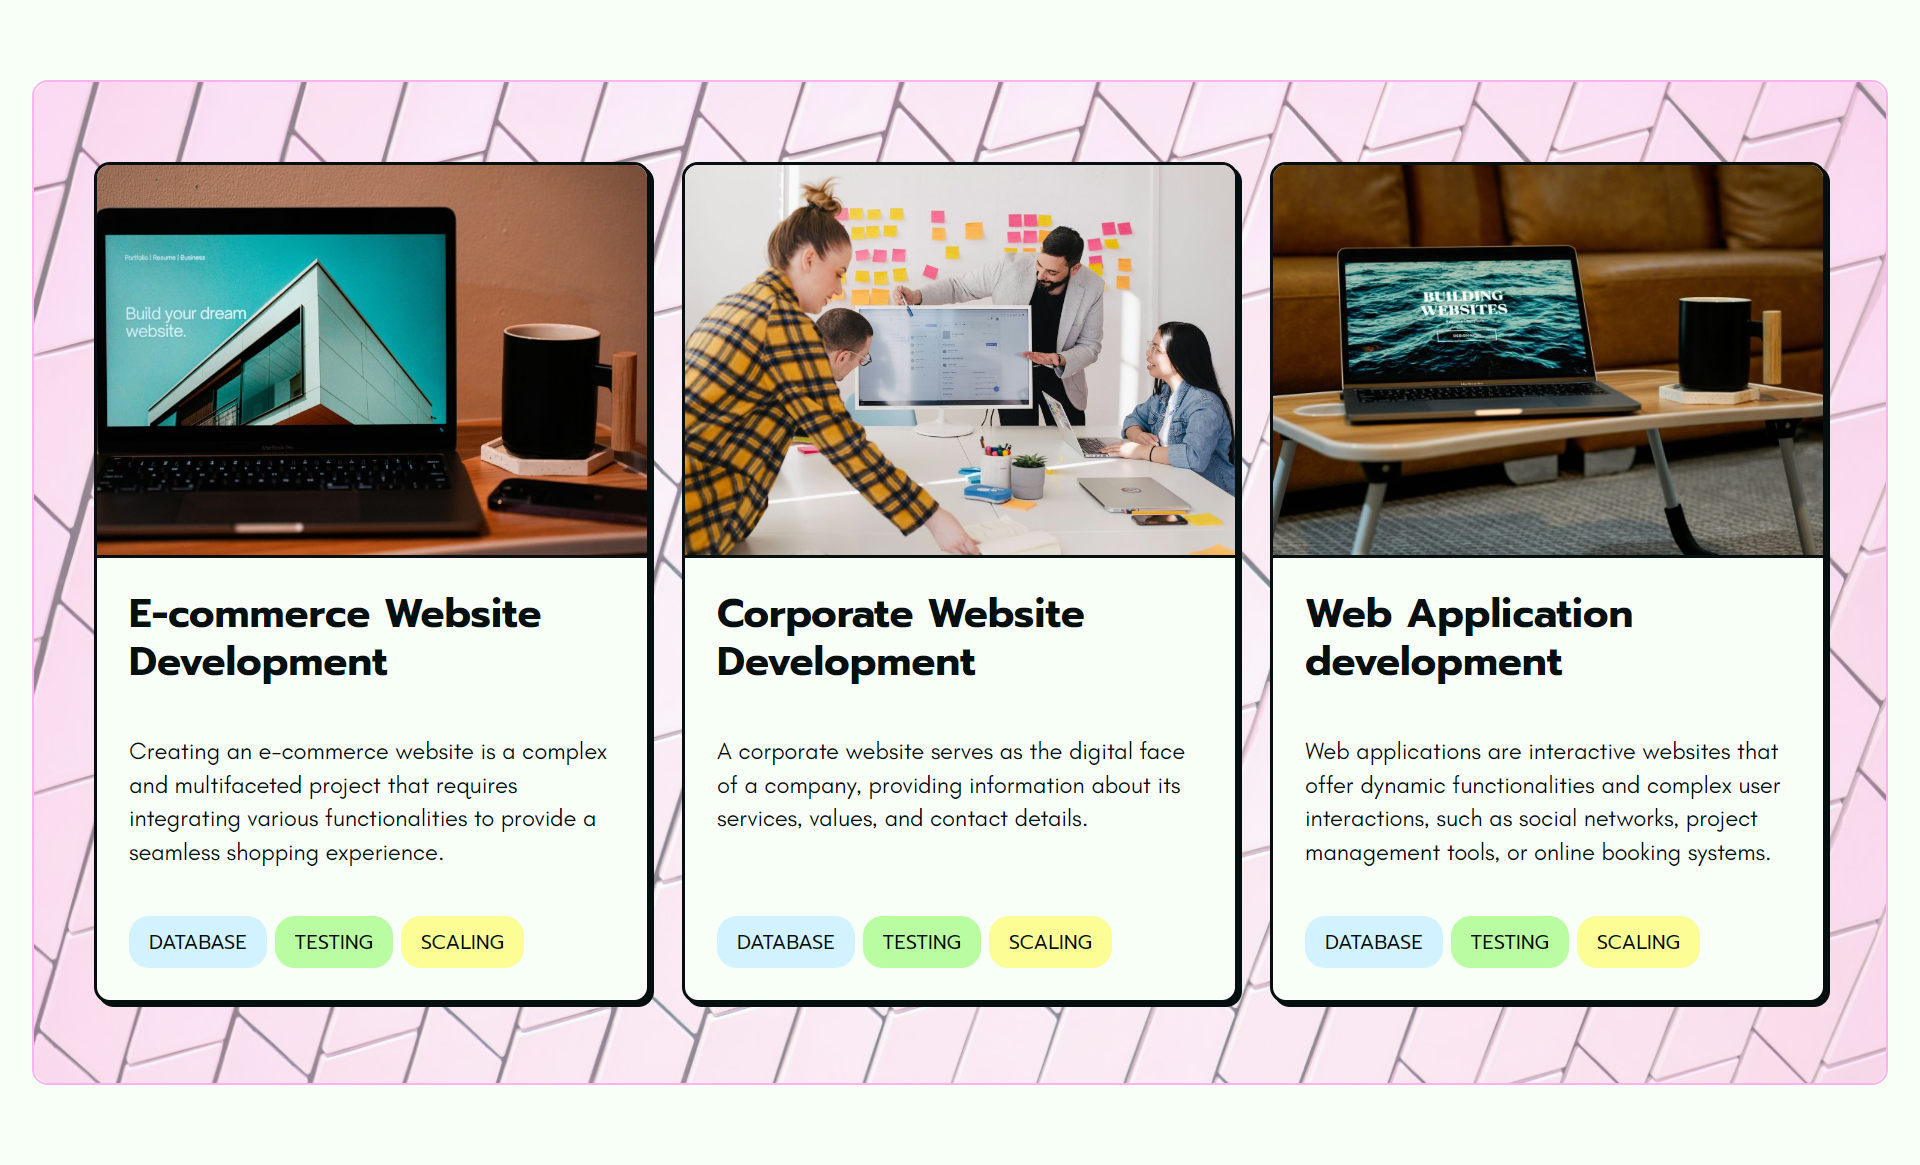 Portfolio | Resume | Business
Build your dream
website.
BUILDING
WEBSITES
E-commerce Website
Development
Creating an e-commerce website is a complex
and multifaceted project that requires
integrating various functionalities to provide a
seamless shopping experience.
DATABASE
TESTING
SCALING
Corporate Website
Development
A corporate website serves as the digital face
of a company, providing information about its
services, values, and contact details.
DATABASE
TESTING
SCALING
Web Application
development
Web applications are interactive websites that
offer dynamic functionalities and complex user
interactions, such as social networks, project
management tools, or online booking systems.
DATABASE
TESTING
SCALING